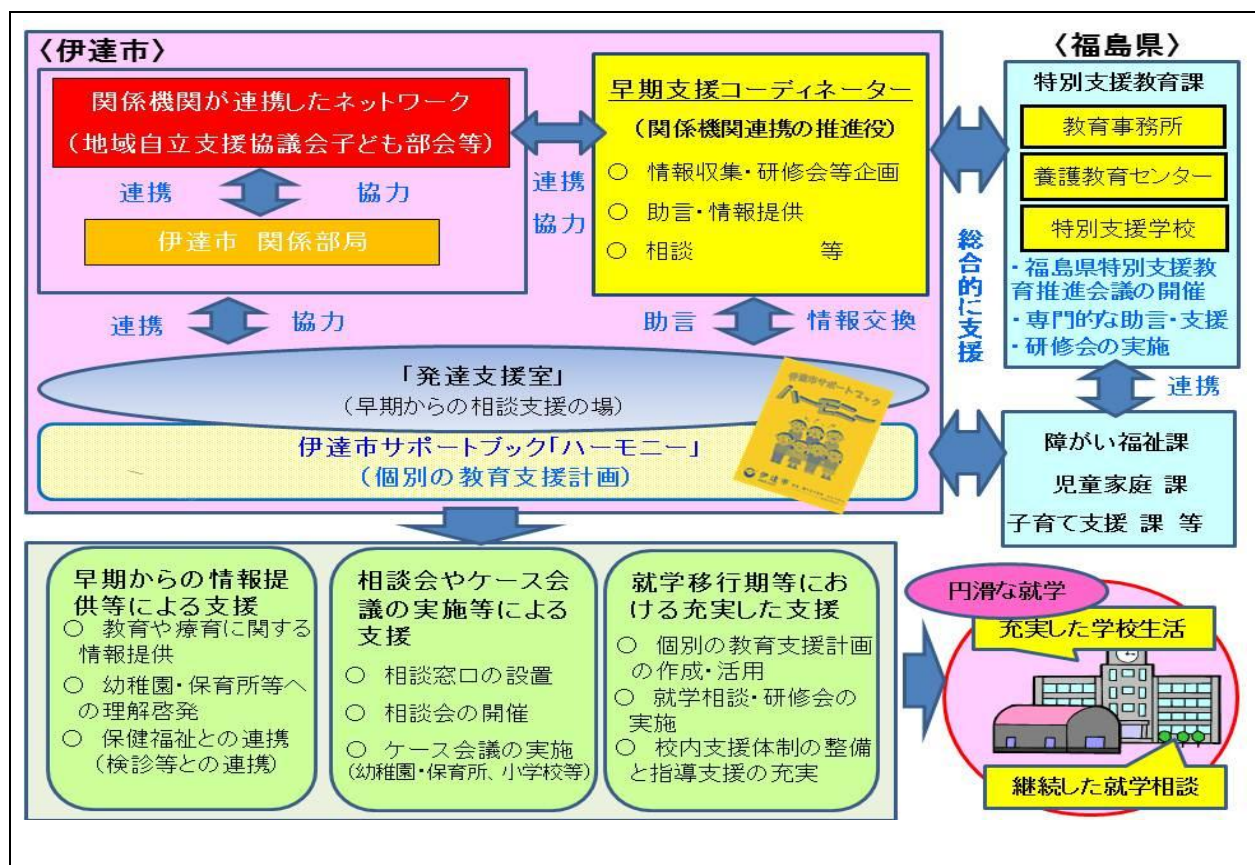 〈伊達市〉
関係機関が連携したネットワーク
(地域自立支援協議会子ども部会等)
連携 協力
伊達市 関係部局
連携
協力
早期支援コーディネーター
(関係機関連携の推進役)
○ 情報収集・研修会等企画
○ 助言・情報提供
○ 相談 等
連携 協力
助言 情報交換
「発達支援室」
(早期からの相談支援の場)
伊達市サポートブック「ハーモニー」
(個別の教育支援計画)
伊達市サポートブック
ハーモニー
伊達市
総合的に支援
〈福島県〉
特別支援教育課
教育事務所
養護教育センター
特別支援学校
・福島県特別支援教
育推進会議の開催
・専門的な助言・支援
・研修会の実施
連携
障がい福祉課
児童家庭 課
子育て支援 課 等
早期からの情報提
供等による支援
○ 教育や療育に関する
情報提供
○ 幼稚園・保育所等へ
の理解啓発
○ 保健福祉との連携
(検診等との連携)
相談会やケース会
議の実施等による
支援
○ 相談窓口の設置
○ 相談会の開催
○ ケース会議の実施
(幼稚園・保育所、小学校等)
就学移行期等にお
ける充実した支援
○ 個別の教育支援計画
の作成・活用
○ 就学相談・研修会の
実施
○ 校内支援体制の整備
と指導支援の充実
円滑な就学
充実した学校生活
継続した就学相談